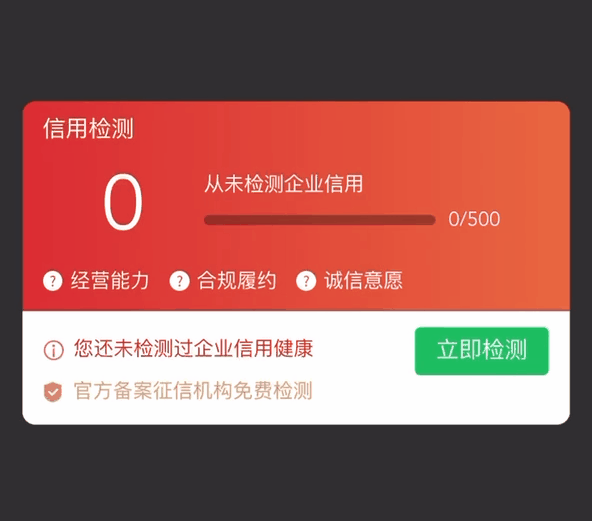 信用检测
0
从未检测企业信用
0/500
? 经营能力 ? 合规履约 ? 诚信意愿
您还未检测过企业信用健康
立即检测
官方备案征信机构免费检测